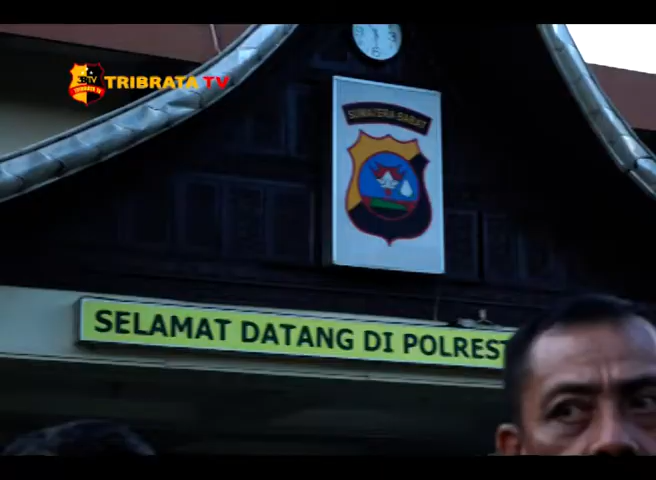 TRIBRATA TV
SUMATERA BARAT
SELAMAT DATANG DI POLREST